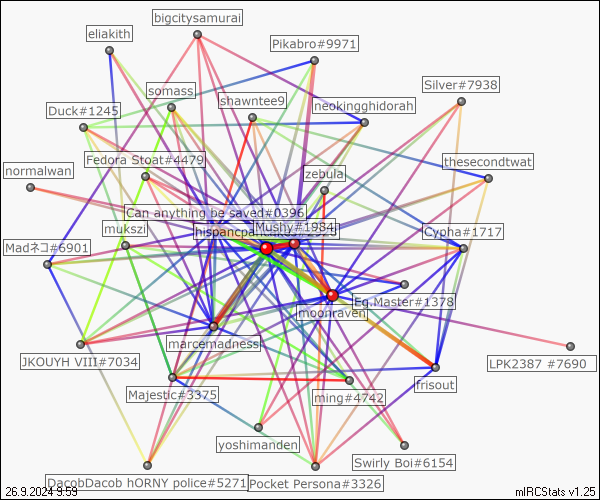 bigcitysamurai
eliakith
Pikabro#9971
Silver#7938
somass
shawntee9
neokingghidorah
Duck#1245
Fedora Stoat#4479
thesecondtwat
normalwan
zebula
Can anything be saved#0396
Mushy#1984
mukszi
Cypha#1717
Madネコ#6901
Eg.Master#1378
moonraven
marcemadness
JKOUYH VIII#7034
LPK2387 #7690
frisout
Majestic#3375
ming#4742
yoshimanden
Swirly Boi#6154
DacobDacob hORNY police#5271
Pocket Persona#3326
26.9.2024 9:59
mIRCStats v1.25